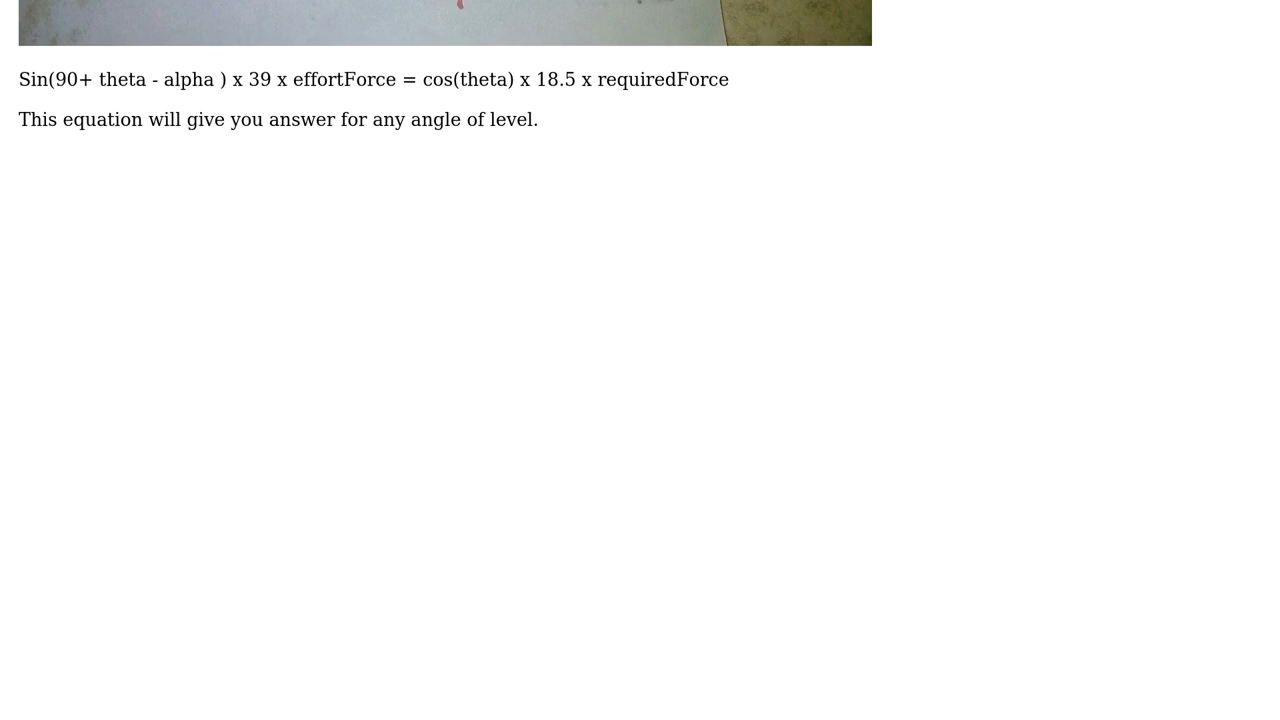 Sin(90+ theta - alpha ) x 39 x effortForce = cos(theta) x 18.5 x requiredForce
This equation will give you answer for any angle of level.